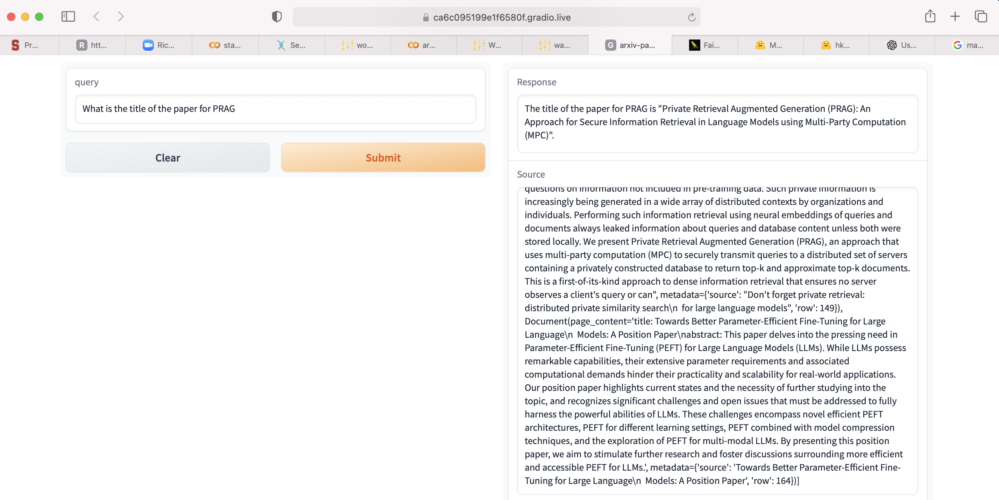 ca6c095199e1f6580f.gradio.live
S Pr...
R htt...
Ric...
sta...
Se...
wo...
ar...
W...
wa...
G arxiv-pa...
Fai...
M...
hk...
Us...
G ma...
query
What is the title of the paper for PRAG
Clear
Submit
Response
The title of the paper for PRAG is "Private Retrieval Augmented Generation (PRAG): An
Approach for Secure Information Retrieval in Language Models using Multi-Party Computation
(MPC)".
Source
questions on information not included in pre-training data. Such private information is
increasingly being generated in a wide array of distributed contexts by organizations and
individuals. Performing such information retrieval using neural embeddings of queries and
documents always leaked information about queries and database content unless both were
stored locally. We present Private Retrieval Augmented Generation (PRAG), an approach that
uses multi-party computation (MPC) to securely transmit queries to a distributed set of servers
containing a privately constructed database to return top-k and approximate top-k documents.
This is a first-of-its-kind approach to dense information retrieval that ensures no server
observes a client's query or can", metadata={'source': "Don't forget private retrieval:
distributed private similarity search\n  for large language models", 'row': 149}),
Document(page_content='title: Towards Better Parameter-Efficient Fine-Tuning for Large
Language\n  Models: A Position Paper\nabstract: This paper delves into the pressing need in
Parameter-Efficient Fine-Tuning (PEFT) for Large Language Models (LLMs). While LLMs possess
remarkable capabilities, their extensive parameter requirements and associated
computational demands hinder their practicality and scalability for real-world applications.
Our position paper highlights current states and the necessity of further studying into the
topic, and recognizes significant challenges and open issues that must be addressed to fully
harness the powerful abilities of LLMs. These challenges encompass novel efficient PEFT
architectures, PEFT for different learning settings, PEFT combined with model compression
techniques, and the exploration of PEFT for multi-modal LLMs. By presenting this position
paper, we aim to stimulate further research and foster discussions surrounding more efficient
and accessible PEFT for LLMs.', metadata={'source': 'Towards Better Parameter-Efficient Fine-
Tuning for Large Language\n  Models: A Position Paper', 'row': 164})]